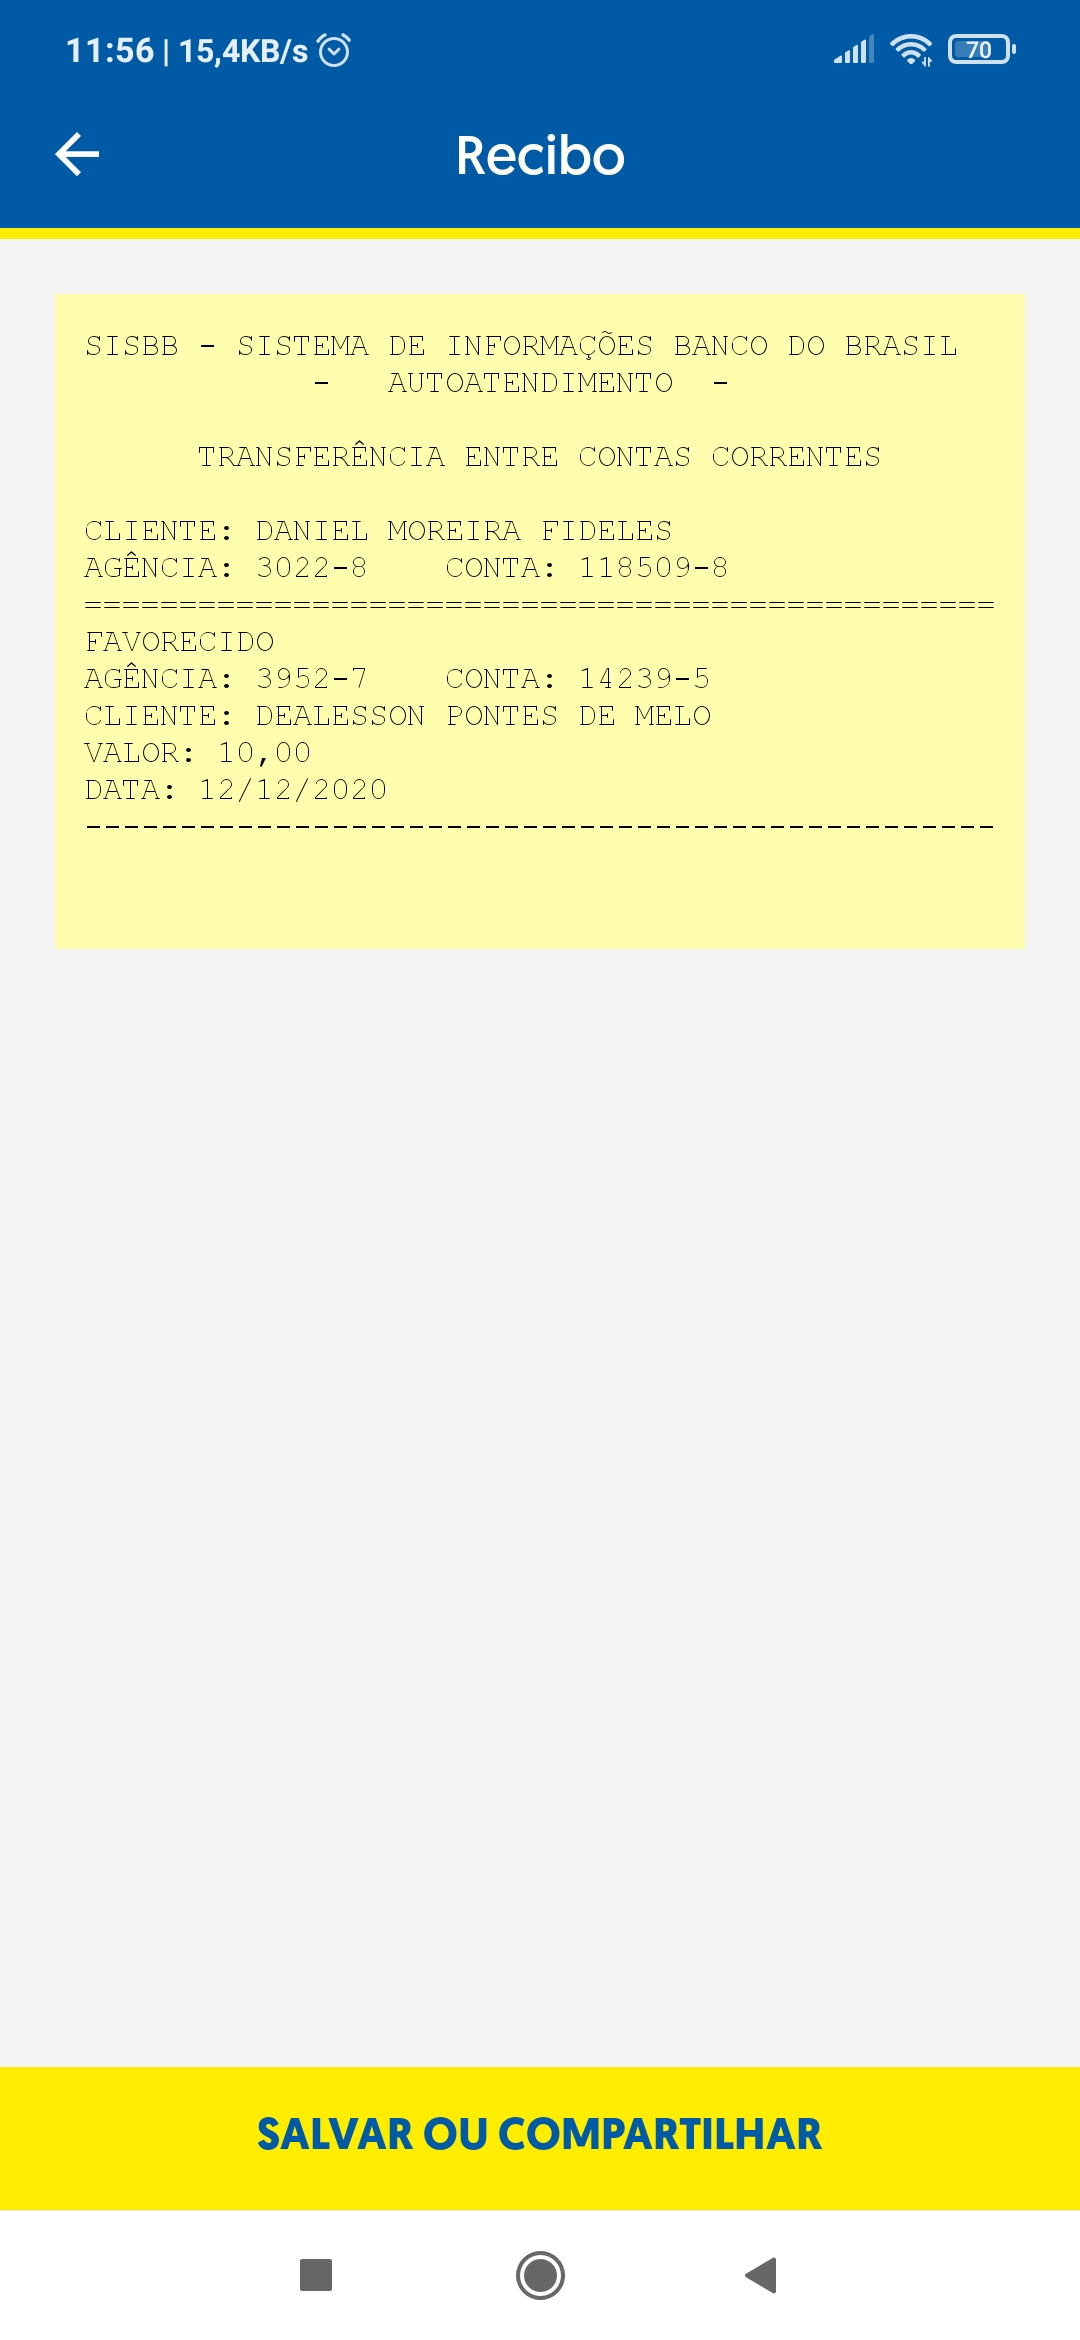 11:56 | 15,4KB/s
70
Recibo
SISBB - SISTEMA DE INFORMAÇÕES BANCO DO BRASIL
- AUTOATENDIMENTO -
TRANSFERÊNCIA ENTRE CONTAS CORRENTES
CLIENTE: DANIEL MOREIRA FIDELES
AGÊNCIA: 3022-8 CONTA: 118509-8
================================================
FAVORECIDO
AGÊNCIA: 3952-7 CONTA: 14239-5
CLIENTE: DEALESSON PONTES DE MELO
VALOR: 10,00
DATA: 12/12/2020
------------------------------------------------
SALVAR OU COMPARTILHAR